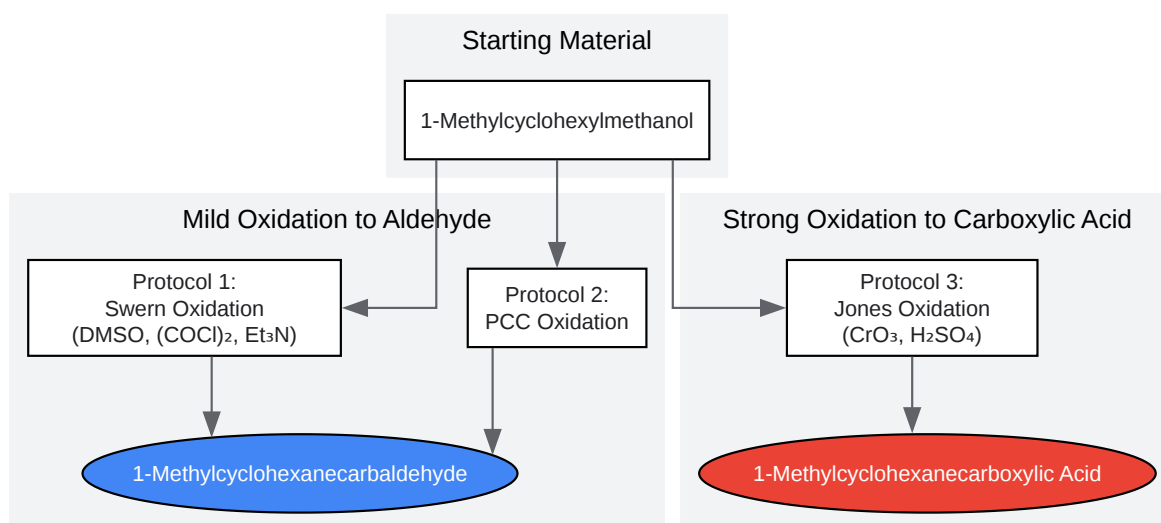 Starting Material
1-Methylcyclohexylmethanol
Mild Oxidation to Aldehyde
Protocol 1:
Swern Oxidation
(DMSO, (COCl)₂, Et₃N)
Protocol 2:
PCC Oxidation
1-Methylcyclohexanecarbaldehyde
Strong Oxidation to Carboxylic Acid
Protocol 3:
Jones Oxidation
(CrO₃, H₂SO₄)
1-Methylcyclohexanecarboxylic Acid